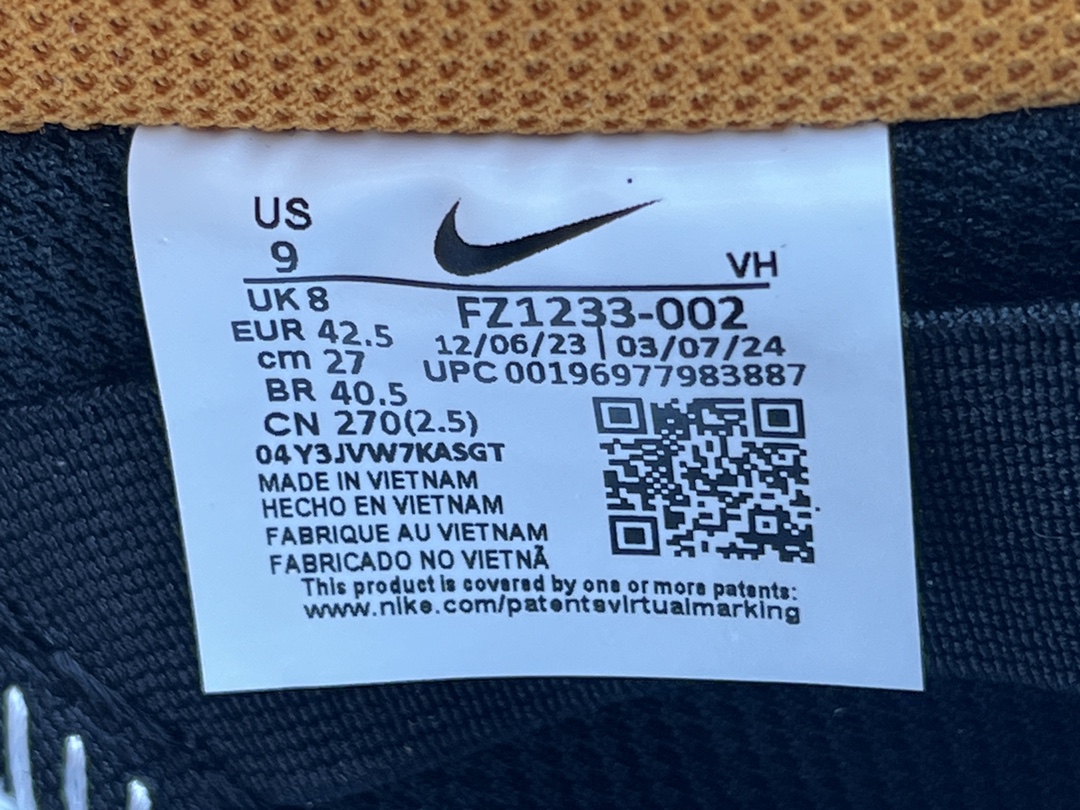 US
9
VH
UK 8
FZ1233-002
EUR 42.5
12/06/23 | 03/07/24
cm 27
UPC 00196977983887
BR 40.5
CN 270(2.5)
04Y3JVW7KASGT
MADE IN VIETNAM
HECHO EN VIETNAM
FABRIQUE AU VIETNAM
FABRICADO NO VIETNÃ
This product is covered by one or more patents:
www.nike.com/patentsvirtualmarking